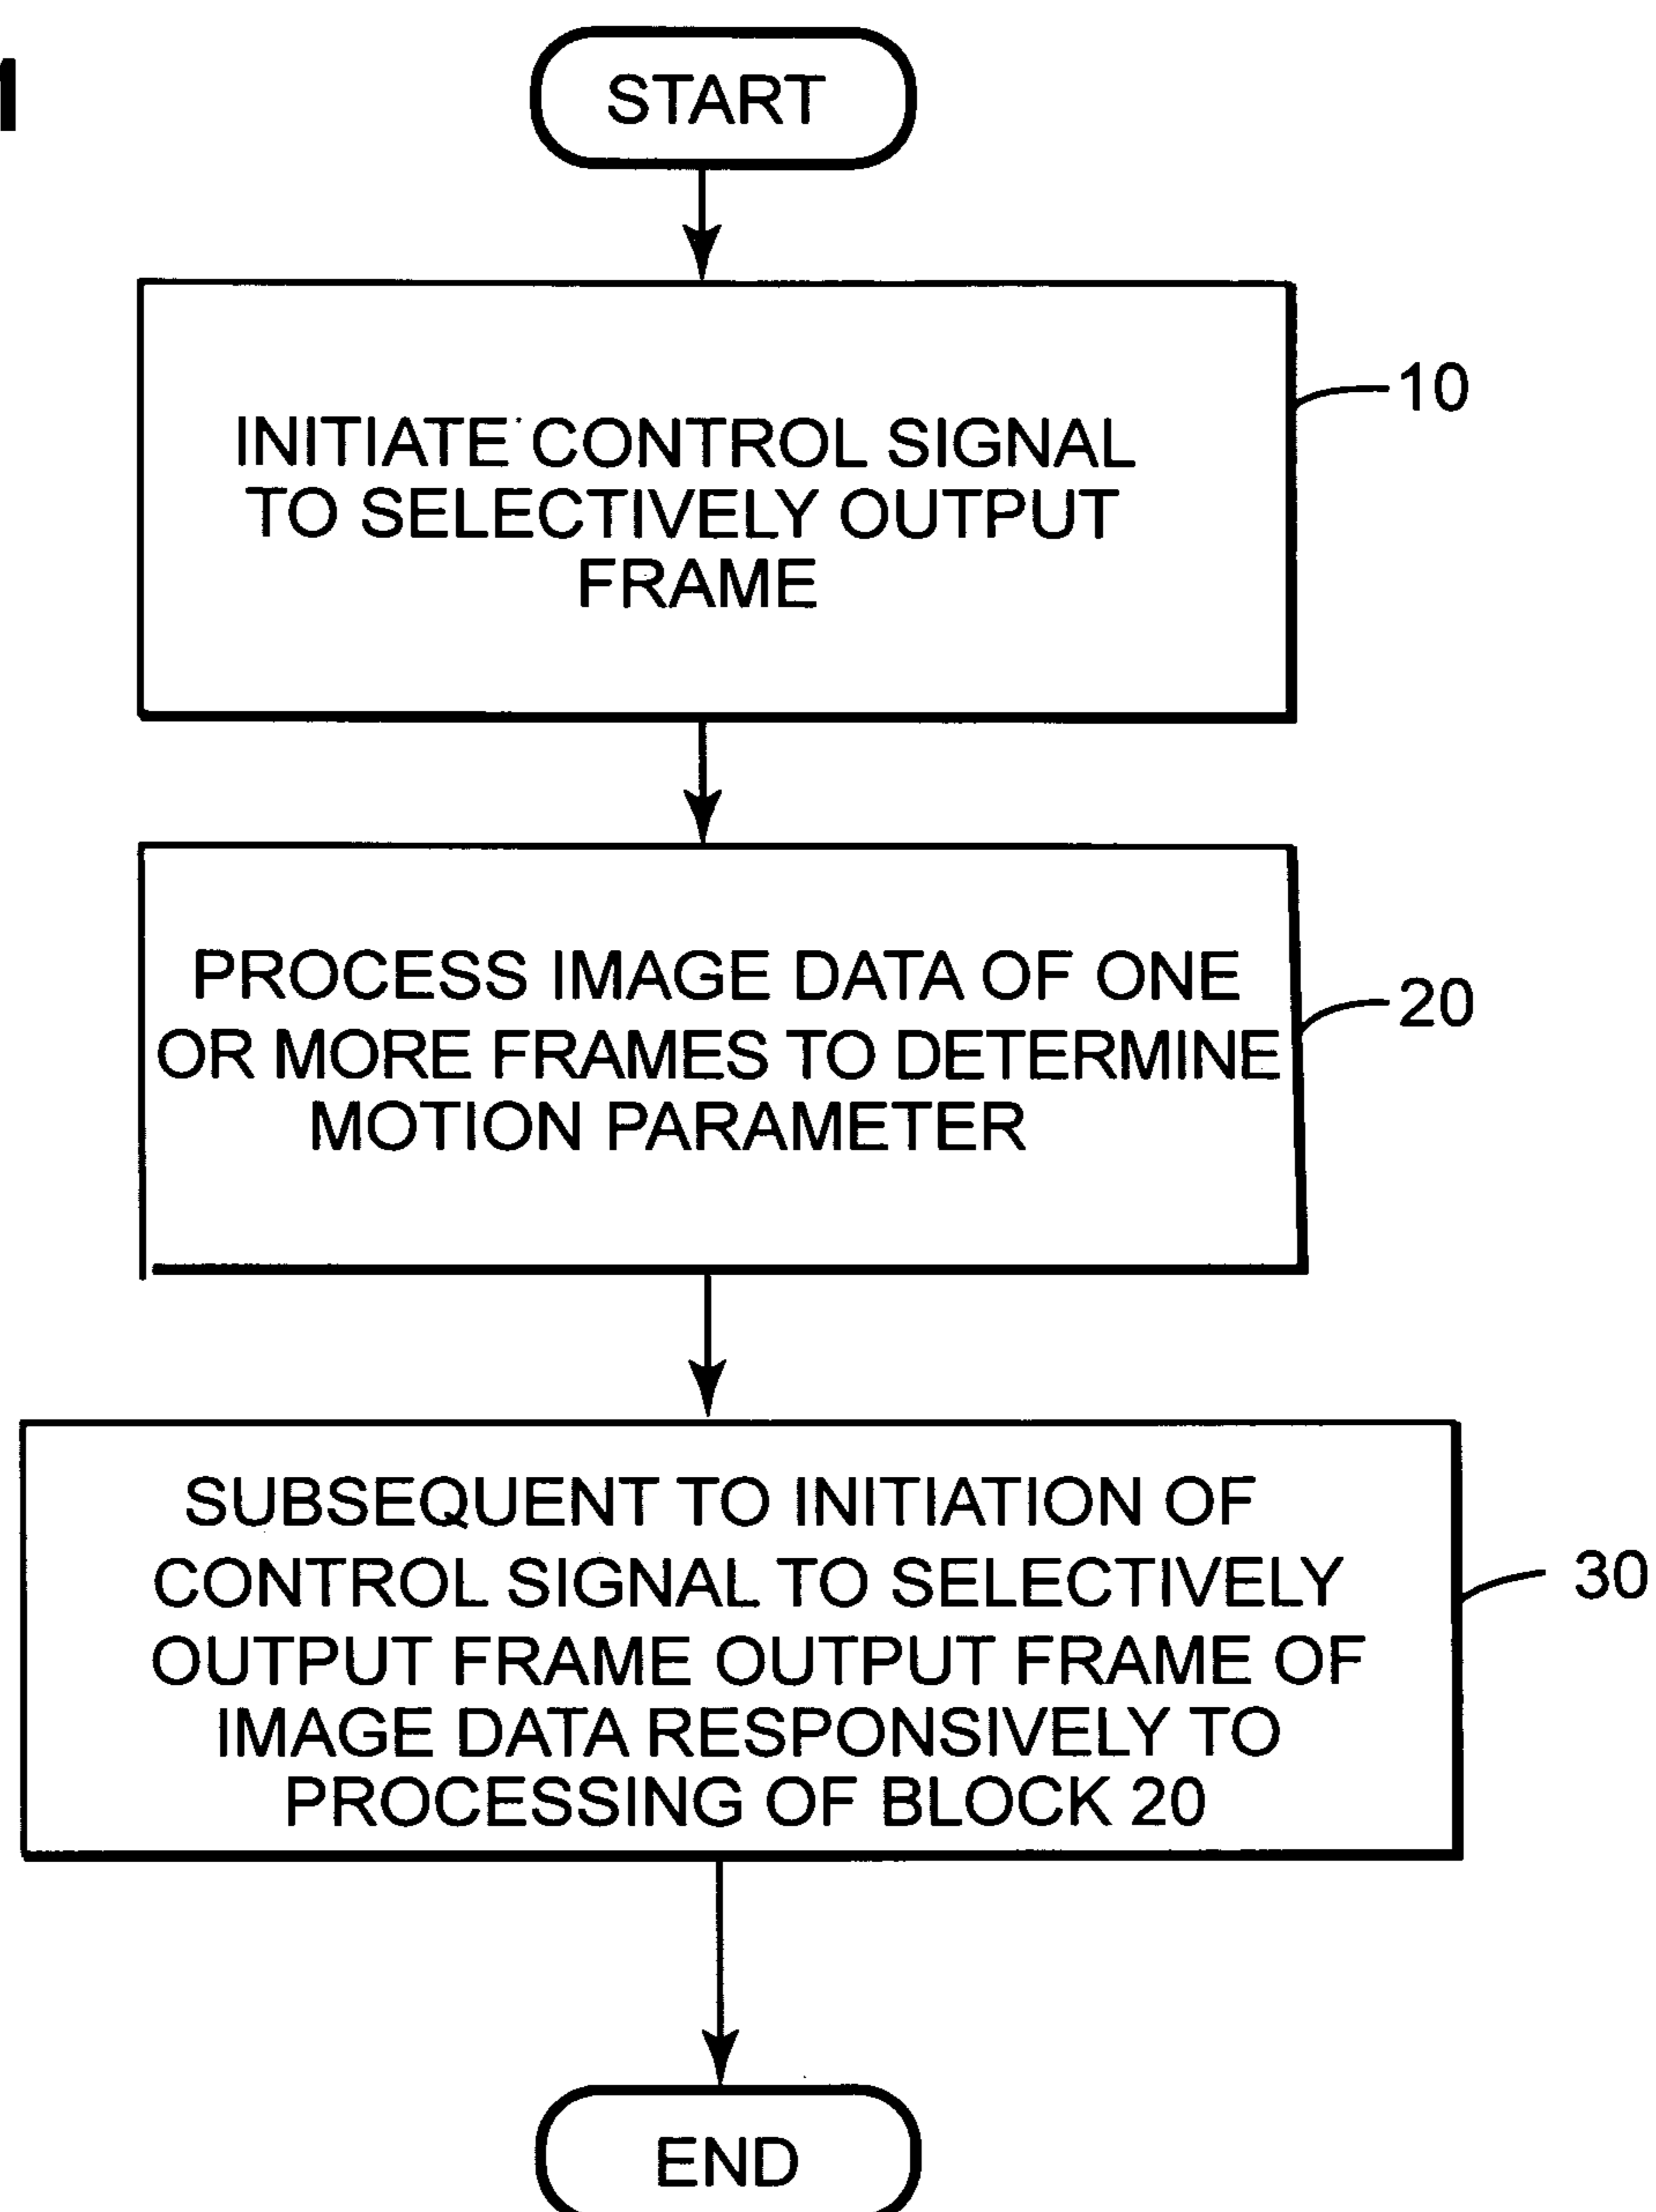 1
START
INITIATE CONTROL SIGNAL
TO SELECTIVELY OUTPUT
FRAME
10
PROCESS IMAGE DATA OF ONE
OR MORE FRAMES TO DETERMINE
MOTION PARAMETER
20
SUBSEQUENT TO INITIATION OF
CONTROL SIGNAL TO SELECTIVELY
OUTPUT FRAME OUTPUT FRAME OF
IMAGE DATA RESPONSIVELY TO
PROCESSING OF BLOCK 20
30
END